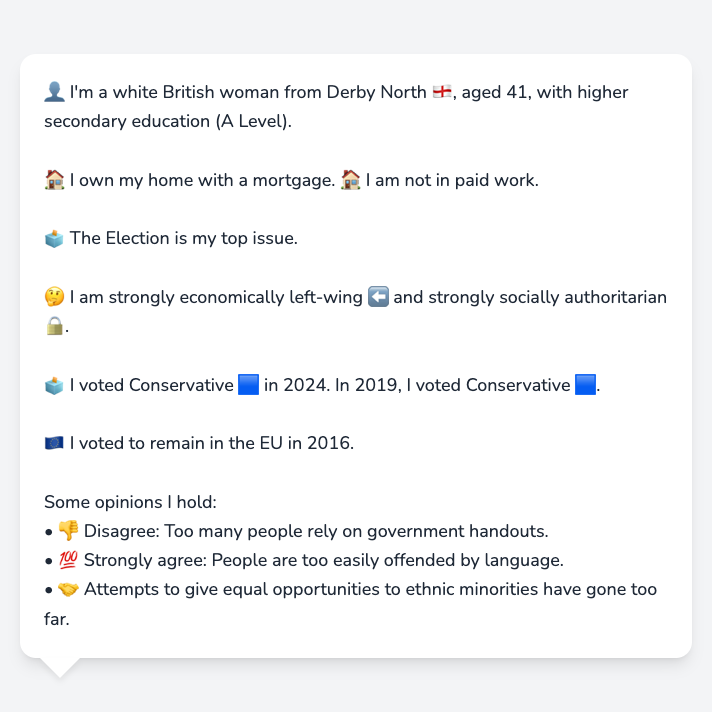 👤 I'm a white British woman from Derby North 🏴󠁧󠁢󠁥󠁮󠁧󠁿, aged 41, with higher
secondary education (A Level).
🏠 I own my home with a mortgage. 🏠 I am not in paid work.
🗳️ The Election is my top issue.
🤔 I am strongly economically left-wing ⬅️ and strongly socially authoritarian
🔒.
🗳️ I voted Conservative 🟦 in 2024. In 2019, I voted Conservative 🟦.
🇪🇺 I voted to remain in the EU in 2016.
Some opinions I hold:
• 👎 Disagree: Too many people rely on government handouts.
• 💯 Strongly agree: People are too easily offended by language.
• 🤝 Attempts to give equal opportunities to ethnic minorities have gone too
far.